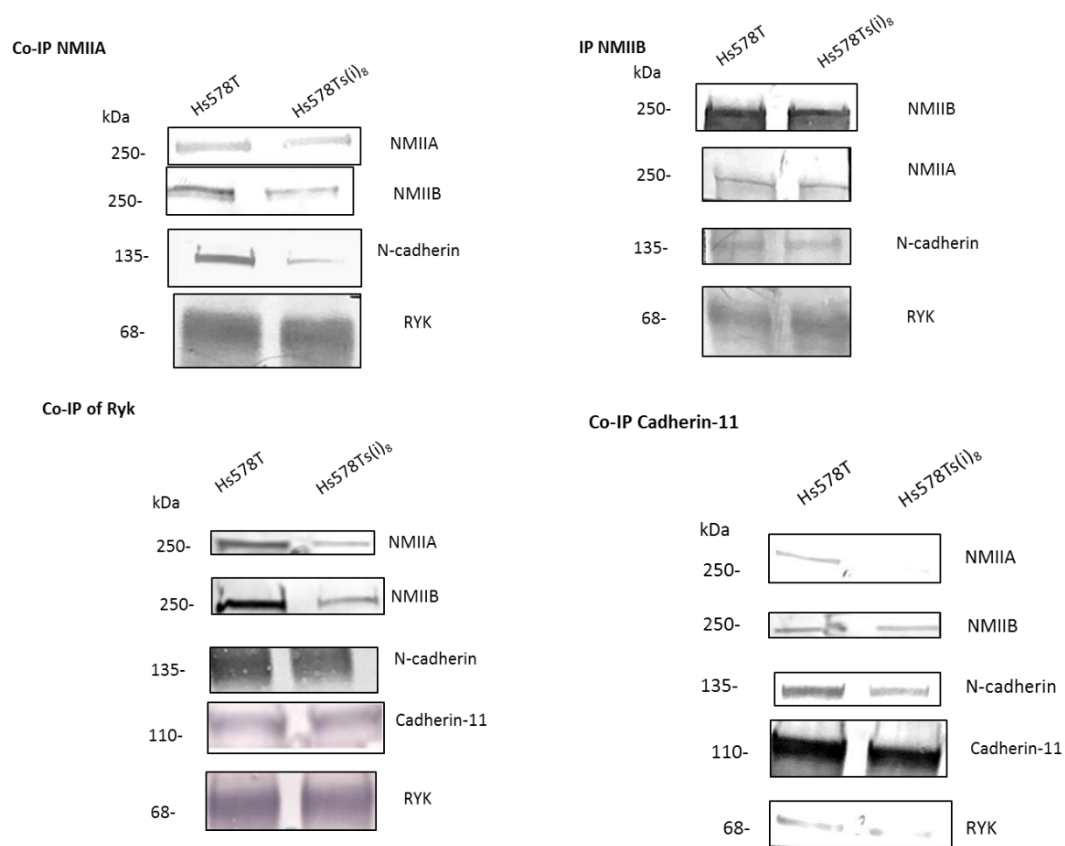 Co-IP NMIIA
Hs578T
Hs578Ts(i)8
kDa
250-
NMIIA
250-
NMIIB
135-
N-cadherin
68-
RYK
IP NMIIB
Hs578T
Hs578Ts(i)8
kDa
250-
NMIIB
250-
NMIIA
135-
N-cadherin
68-
RYK
Co-IP of Ryk
Hs578T
Hs578Ts(i)8
kDa
250-
NMIIA
250-
NMIIB
135-
N-cadherin
110-
Cadherin-11
68-
RYK
Co-IP Cadherin-11
Hs578T
Hs578Ts(i)8
kDa
250-
NMIIA
250-
NMIIB
135-
N-cadherin
110-
Cadherin-11
68-
RYK